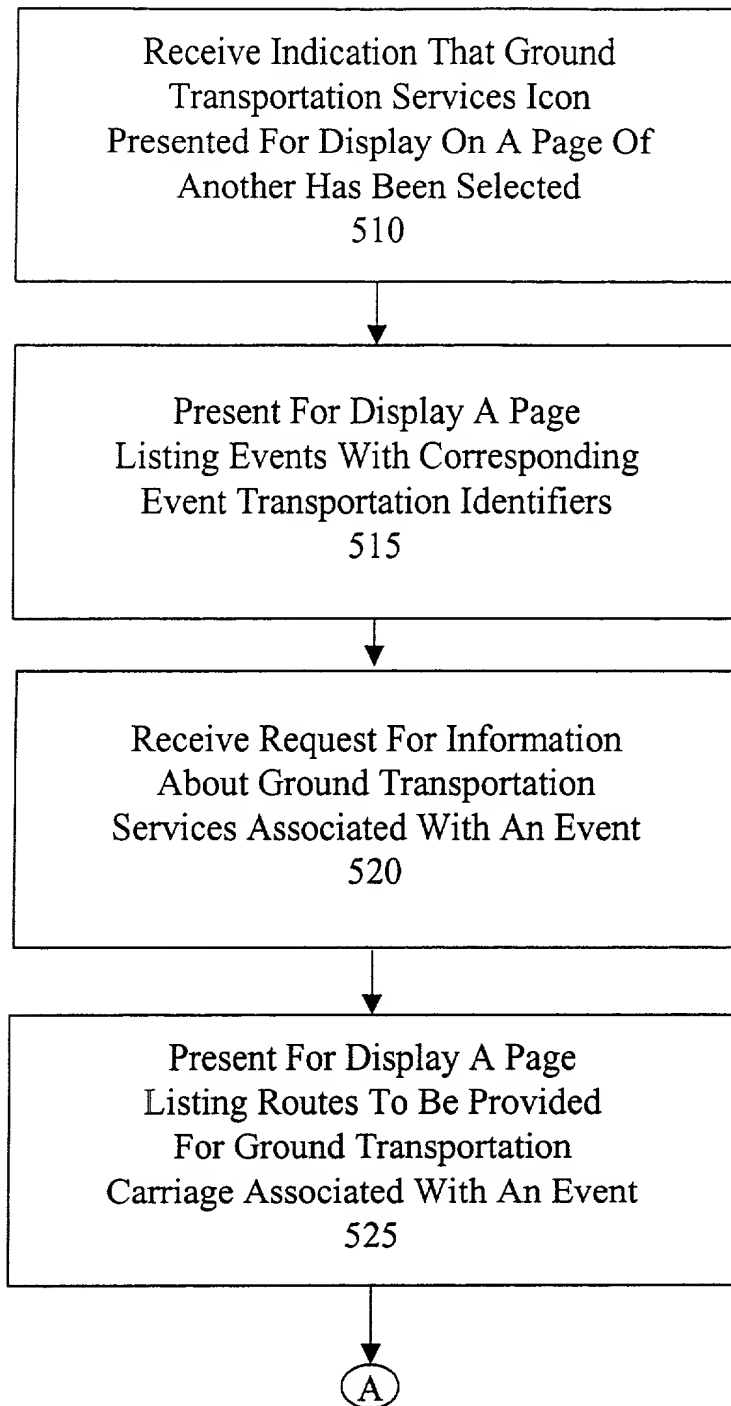 Receive Indication That Ground
Transportation Services Icon
Presented For Display On A Page Of
Another Has Been Selected
510
Present For Display A Page
Listing Events With Corresponding
Event Transportation Identifiers
515
Receive Request For Information
About Ground Transportation
Services Associated With An Event
520
Present For Display A Page
Listing Routes To Be Provided
For Ground Transportation
Carriage Associated With An Event
525
A